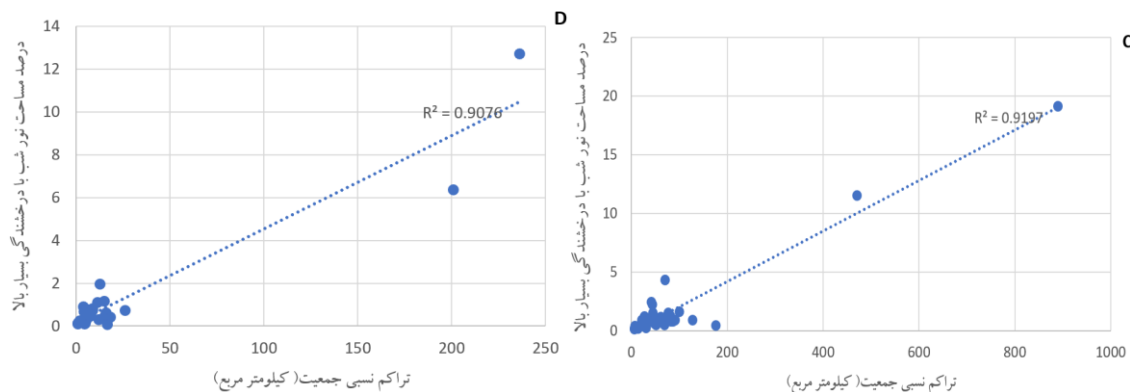 D
درصد مساحت نور شب با درخشندگی بسیار بالا
14
12
10
8
6
4
2
0
R² = 0.9076
0 50 100 150 200 250
تراکم نسبی جمعیت( کیلومتر مربع)
درصد مساحت نور شب با درخشندگی بسیار بالا
25
20
15
10
5
0
R² = 0.9197
0 200 400 600 800 1000
تراکم نسبی جمعیت( کیلومتر مربع)